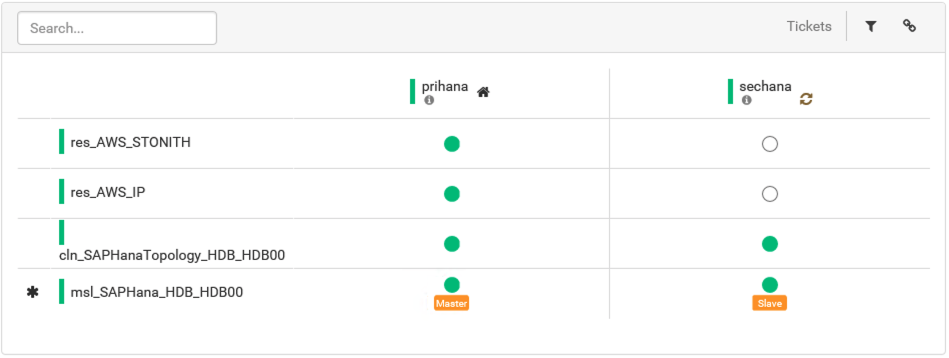 Search...
Tickets
prihana
sechana
res_AWS_STONITH
res_AWS_IP
cln_SAPHanaTopology_HDB_HDB00
msl_SAPHana_HDB_HDB00
Master
Slave